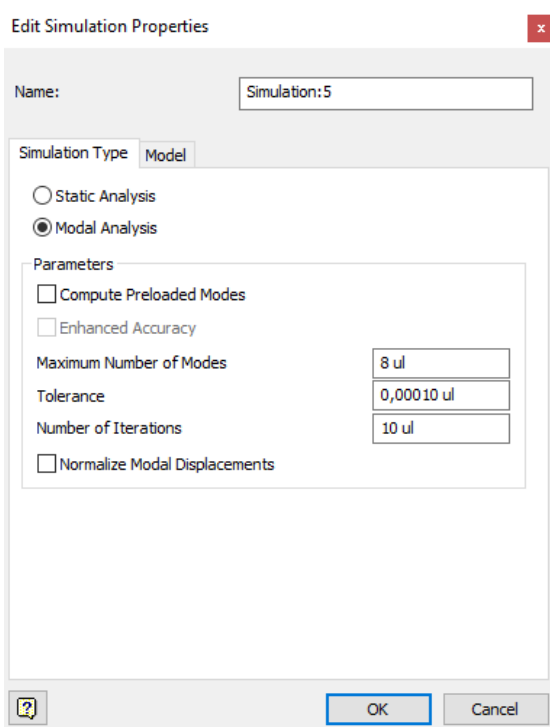 Edit Simulation Properties
x
Name: Simulation:5
Simulation Type Model
Static Analysis
Modal Analysis
Parameters
Compute Preloaded Modes
Enhanced Accuracy
Maximum Number of Modes 8 ul
Tolerance 0,00010 ul
Number of Iterations 10 ul
Normalize Modal Displacements
? OK Cancel